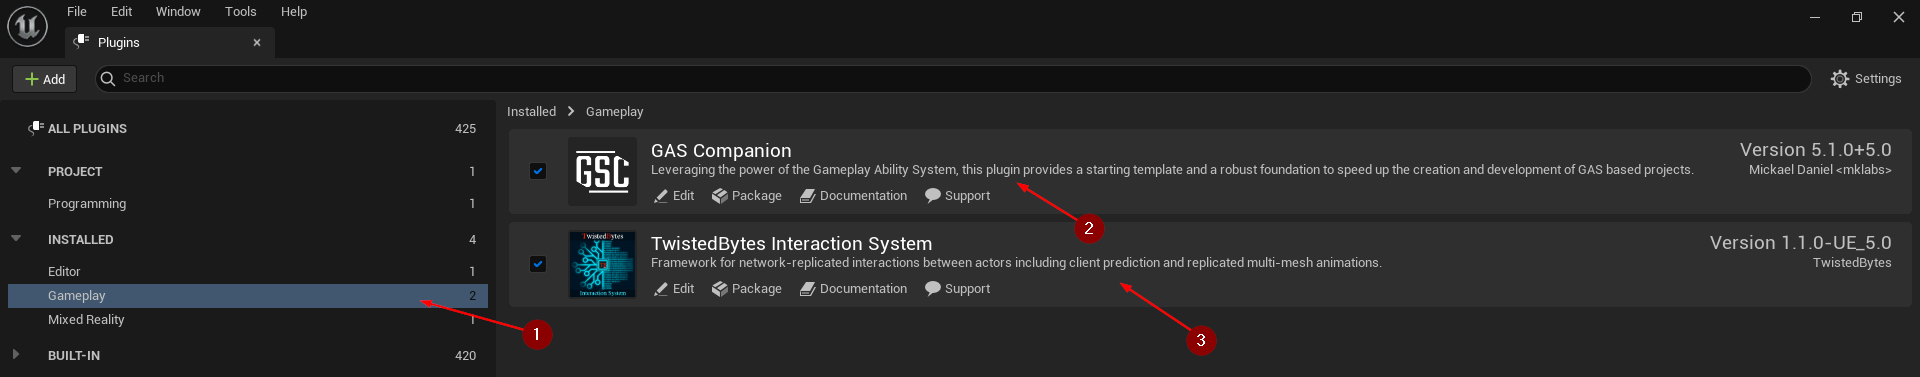 File Edit Window Tools Help
Plugins
Add
Search
Settings
ALL PLUGINS 425
PROJECT 1
Programming 1
INSTALLED 4
Editor 1
Gameplay 2
Mixed Reality 1
BUILT-IN 420
1
Installed > Gameplay
GSC
GAS Companion
Version 5.1.0+5.0
Leveraging the power of the Gameplay Ability System, this plugin provides a starting template and a robust foundation to speed up the creation and development of GAS based projects.
Mickael Daniel <mklabs>
Edit Package Documentation Support
2
TwistedBytes
Interaction System
TwistedBytes Interaction System
Version 1.1.0-UE_5.0
Framework for network-replicated interactions between actors including client prediction and replicated multi-mesh animations.
TwistedBytes
Edit Package Documentation Support
3